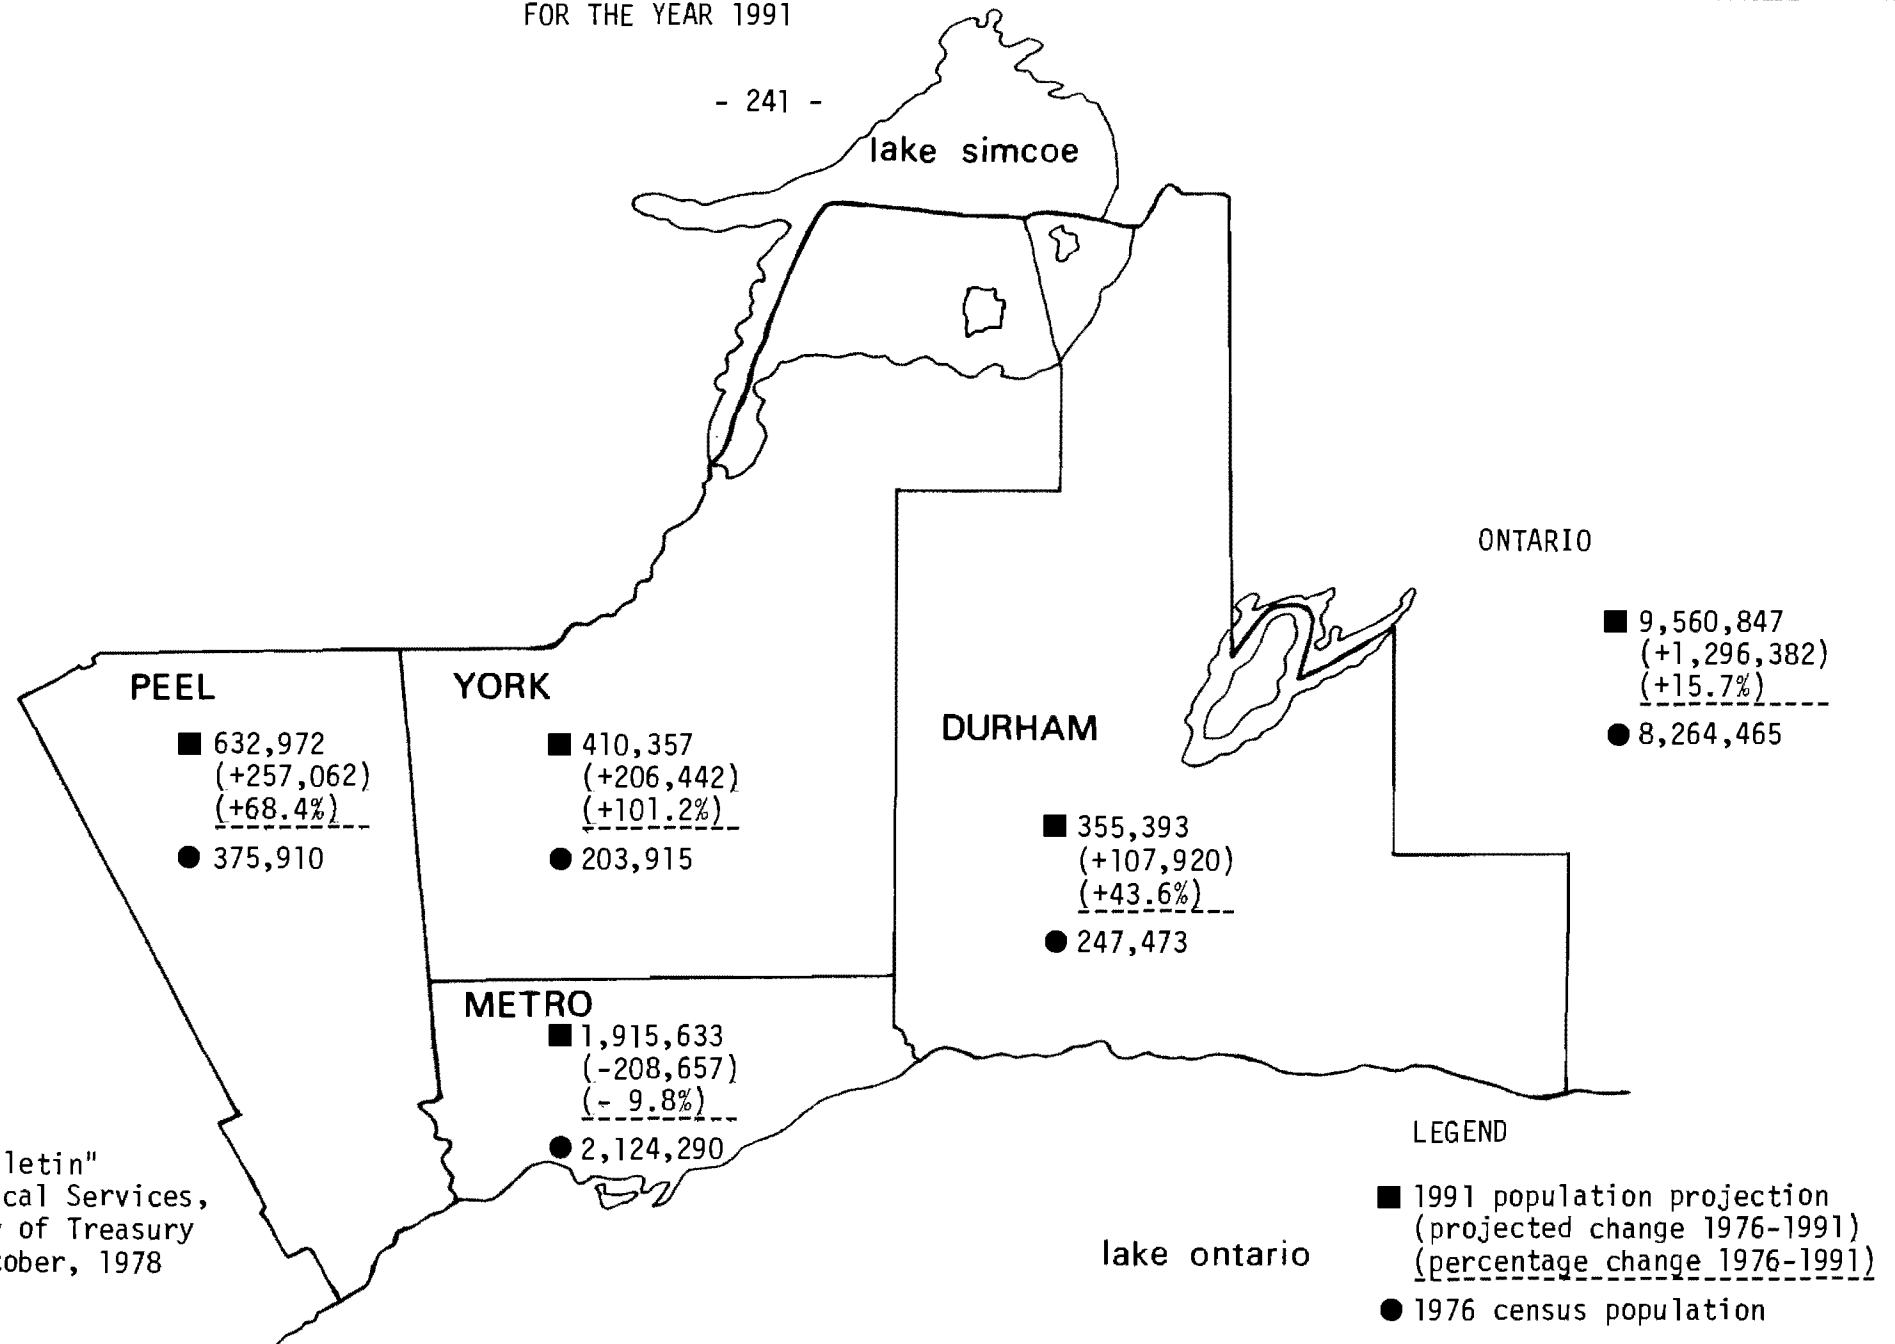 FOR THE YEAR 1991
- 241 -
lake simcoe
ONTARIO
9,560,847
(+1,296,382)
(+15.7%)
8,264,465
PEEL
632,972
(+257,062)
(+68.4%)
375,910
YORK
410,357
(+206,442)
(+101.2%)
203,915
DURHAM
355,393
(+107,920)
(+43.6%)
247,473
METRO
1,915,633
(-208,657)
(- 9.8%)
2,124,290
letin"
cal Services,
of Treasury
ober, 1978
lake ontario
LEGEND
1991 population projection
(projected change 1976-1991)
(percentage change 1976-1991)
1976 census population